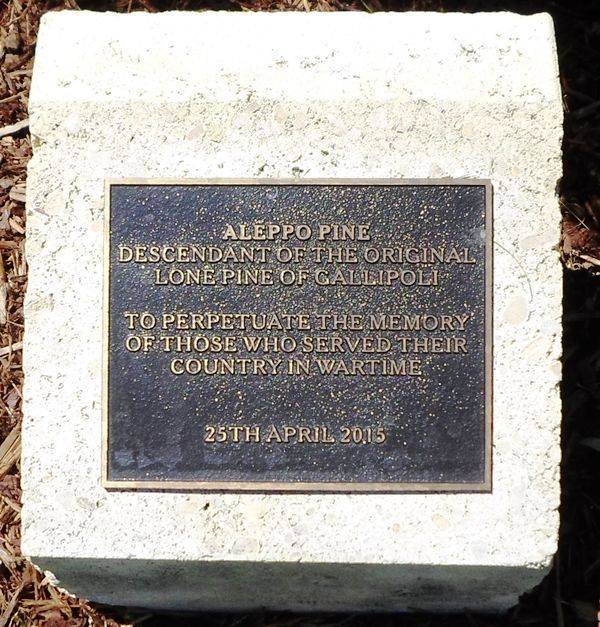 ALEPPO PINE
DESCENDANT OF THE ORIGINAL
LONE PINE OF GALLIPOLI
TO PERPETUATE THE MEMORY
OF THOSE WHO SERVED THEIR
COUNTRY IN WARTIME
25TH APRIL 2015